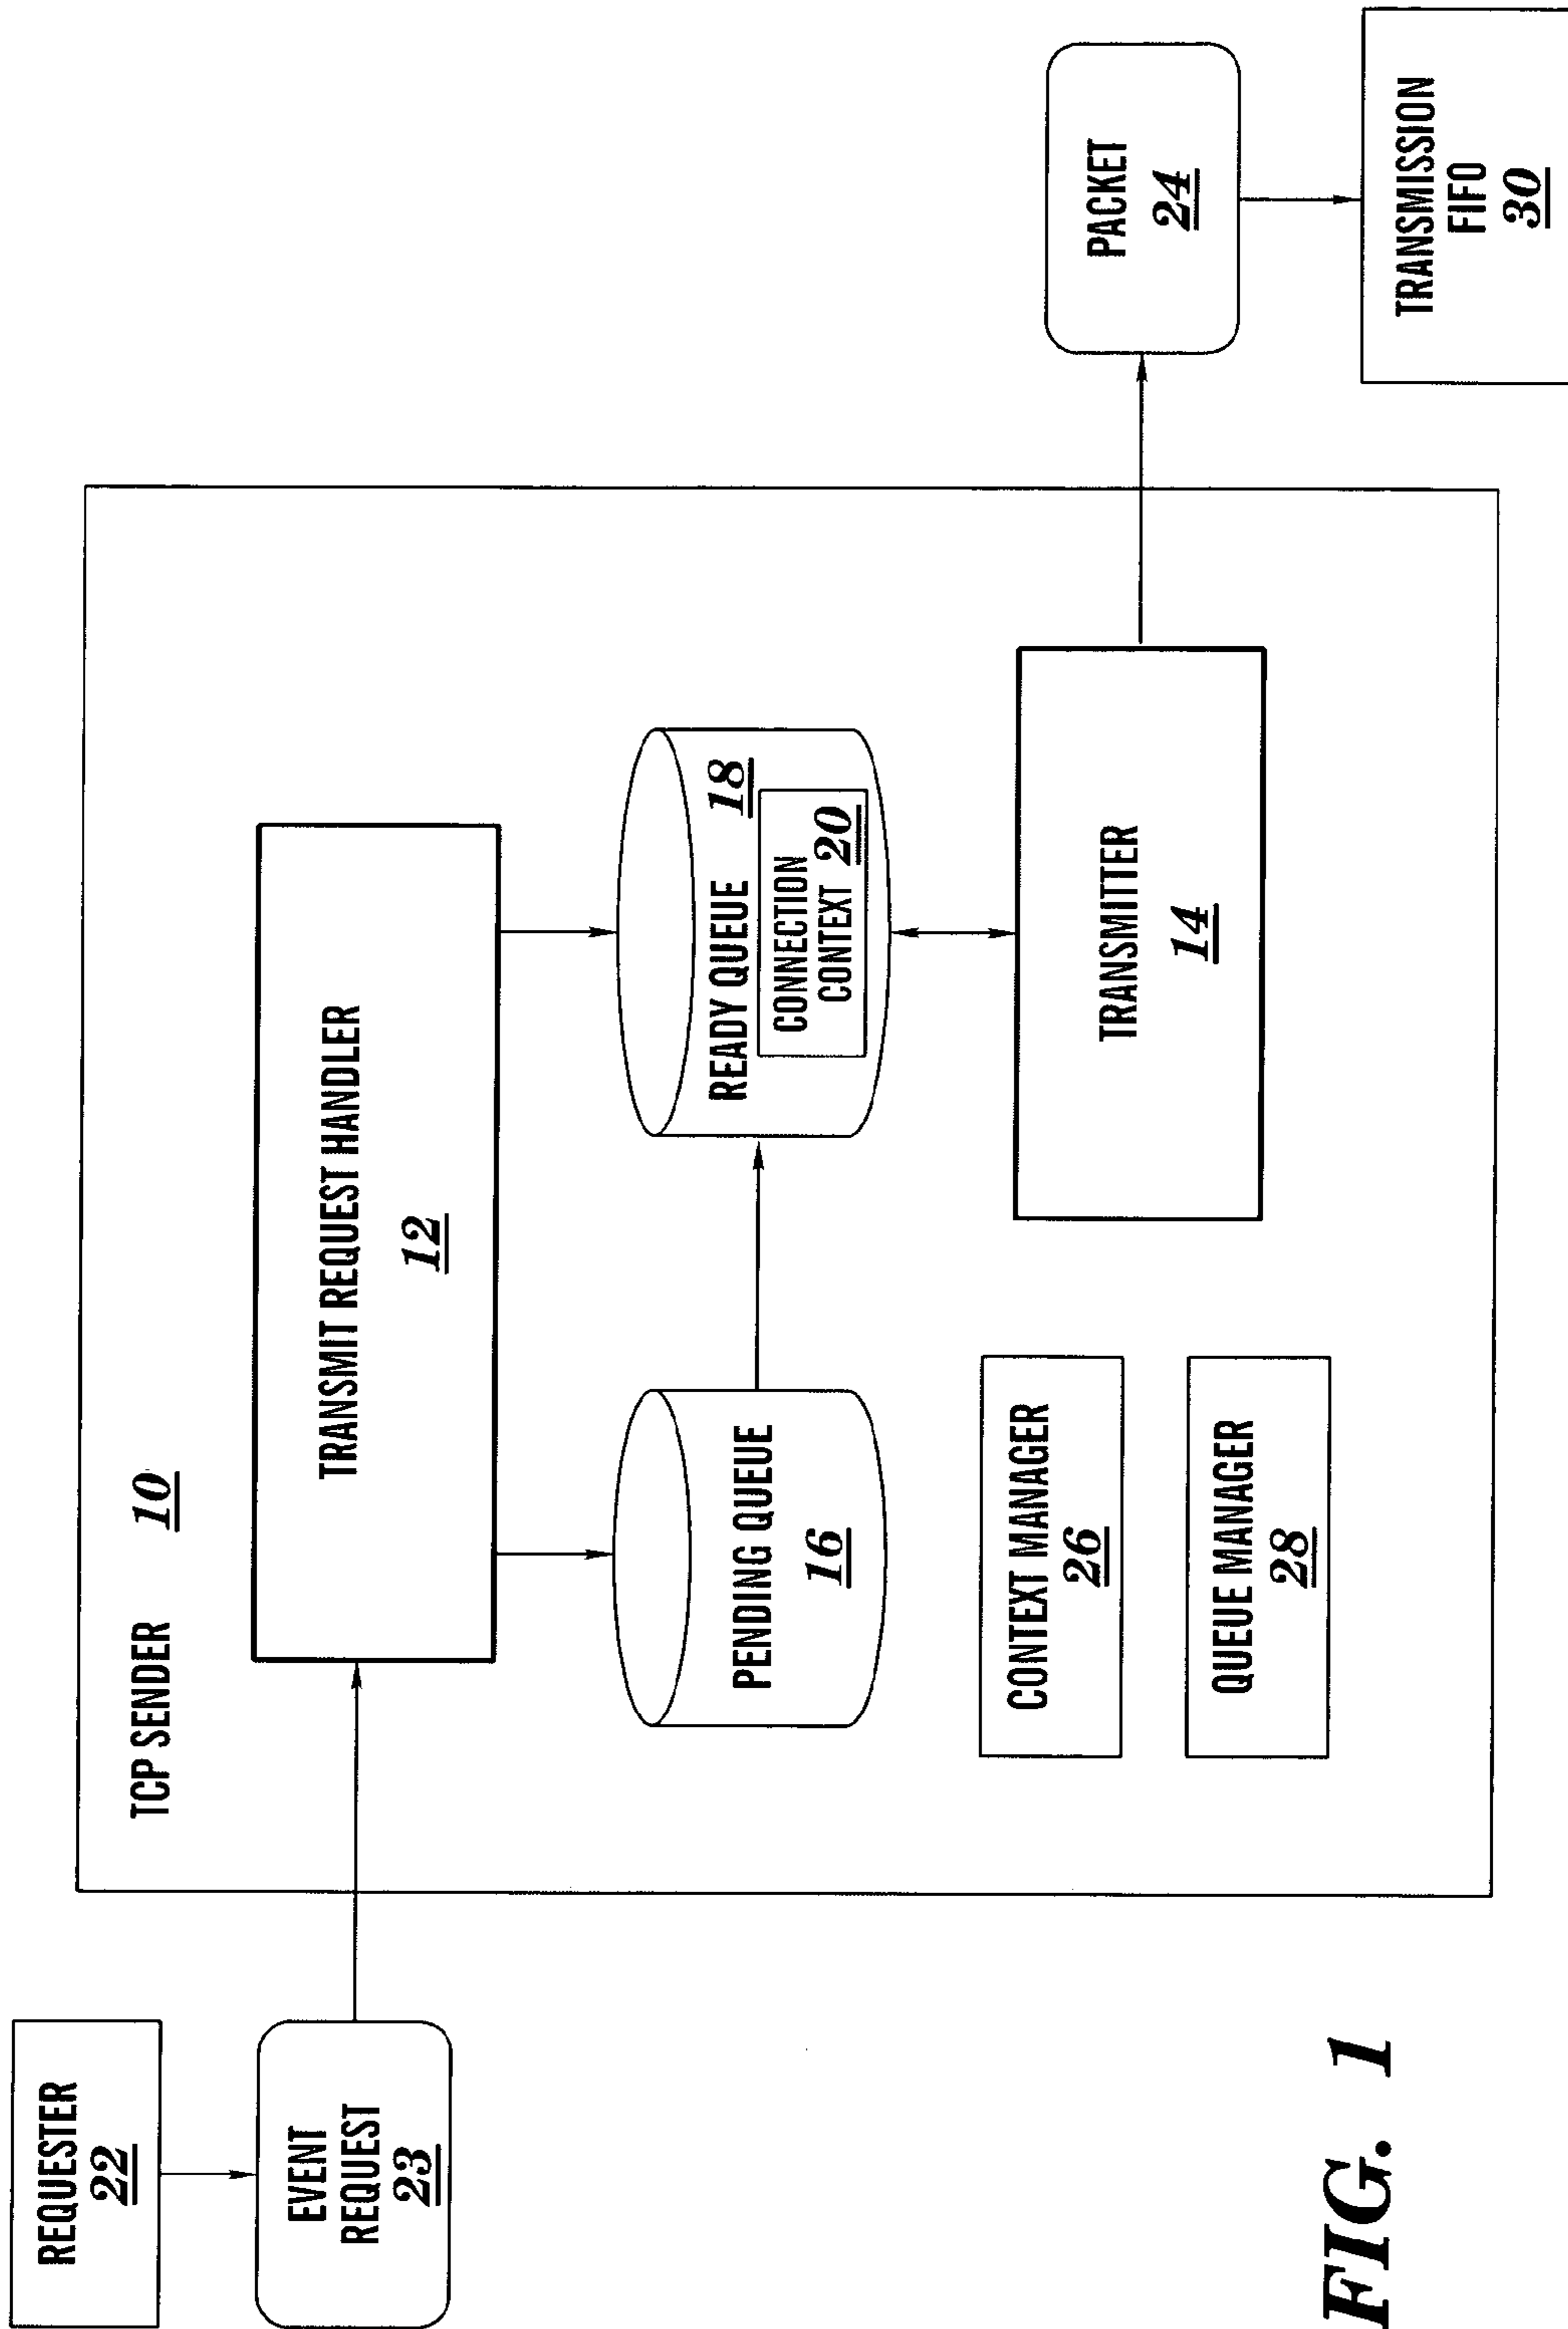 REQUESTER
22
EVENT
REQUEST
23
TCP SENDER 10
TRANSMIT REQUEST HANDLER
12
PENDING QUEUE
16
READY QUEUE 18
CONNECTION
CONTEXT 20
CONTEXT MANAGER
26
QUEUE MANAGER
28
TRANSMITTER
14
PACKET
24
TRANSMISSION
FIFO
30
FIG. 1